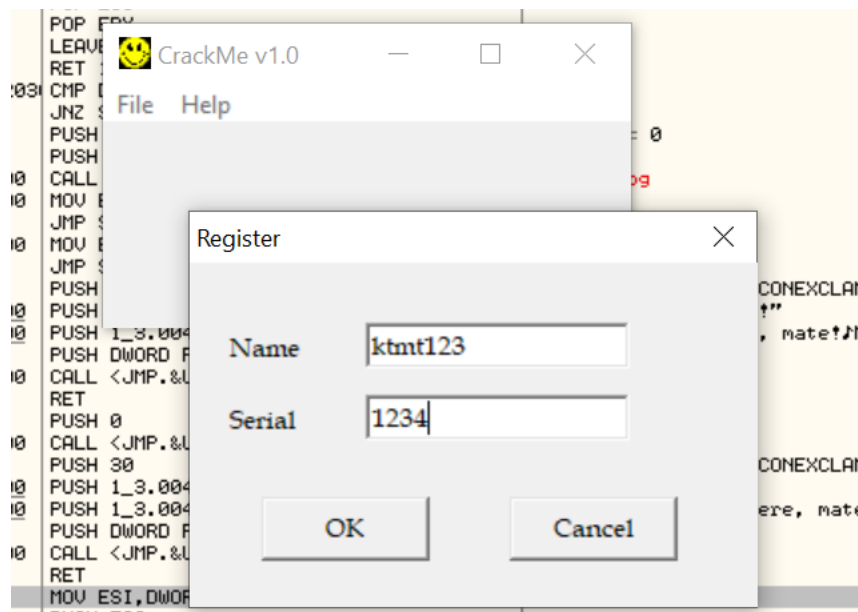 POP
POP
LEAVE
RET
CMP
JNZ
PUSH = 0
PUSH
CALL
MOV
JMP
MOV
JMP
PUSH CONEXCLAM
PUSH !"
PUSH 1_3.004 , mate!♪M
PUSH DWORD P
CALL <JMP.&U
RET
PUSH 0
CALL <JMP.&U
PUSH 30 CONEXCLAM
PUSH 1_3.004
PUSH 1_3.004 ere, mate
PUSH DWORD P
CALL <JMP.&U
RET
MOV ESI,DWOR
CrackMe v1.0
File Help
Register
Name ktmt123
Serial 1234
OK Cancel